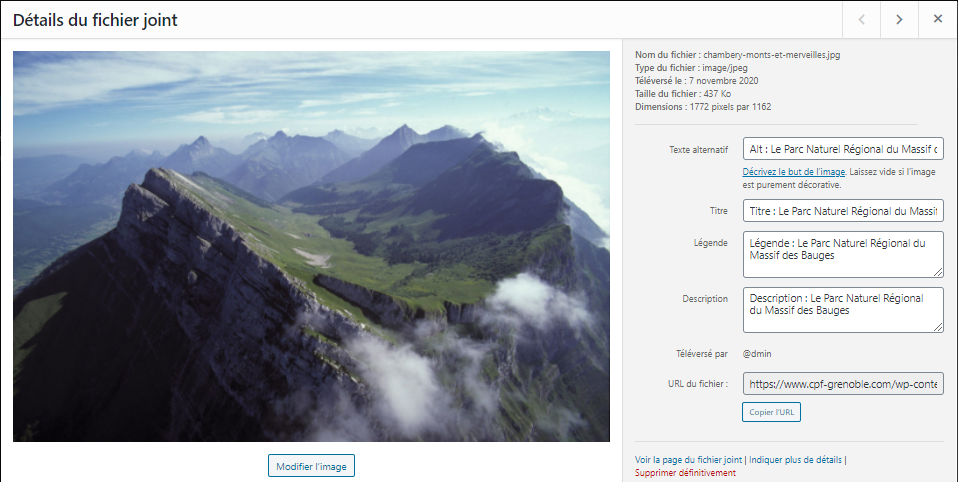 Détails du fichier joint
Nom du fichier : chambery-monts-et-merveilles.jpg
Type du fichier : image/jpeg
Téléversé le : 7 novembre 2020
Taille du fichier : 437 Ko
Dimensions : 1772 pixels par 1162
Texte alternatif
Alt : Le Parc Naturel Régional du Massif
Décrivez le but de l'image. Laissez vide si l'image
est purement décorative.
Titre
Titre : Le Parc Naturel Régional du Massif
Légende
Légende : Le Parc Naturel Régional du
Massif des Bauges
Description
Description : Le Parc Naturel Régional
du Massif des Bauges
Téléversé par
@dmin
URL du fichier :
https://www.cpf-grenoble.com/wp-conte
Copier l'URL
Modifier l'image
Voir la page du fichier joint | Indiquer plus de détails |
Supprimer définitivement